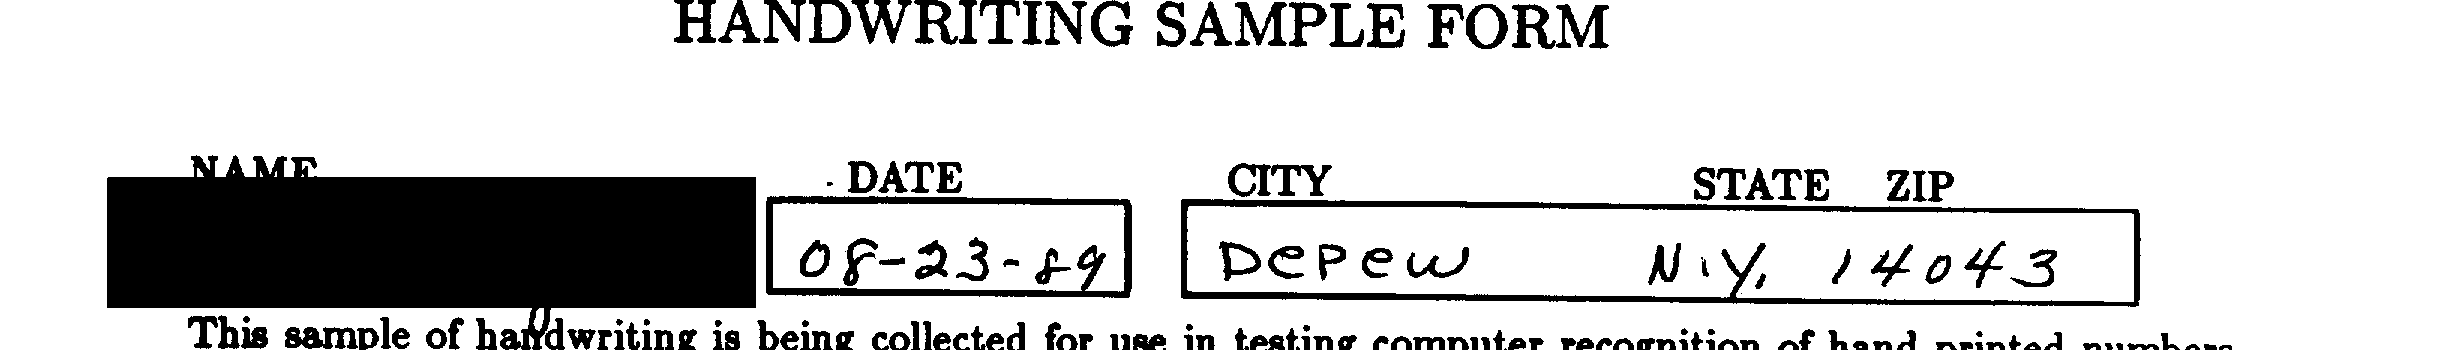 HANDWRITING SAMPLE FORM
NAME DATE CITY STATE ZIP
08-23-89 Depew N.Y. 14043
This sample of handwriting is being collected for use in testing computer recognition of hand printed numbers